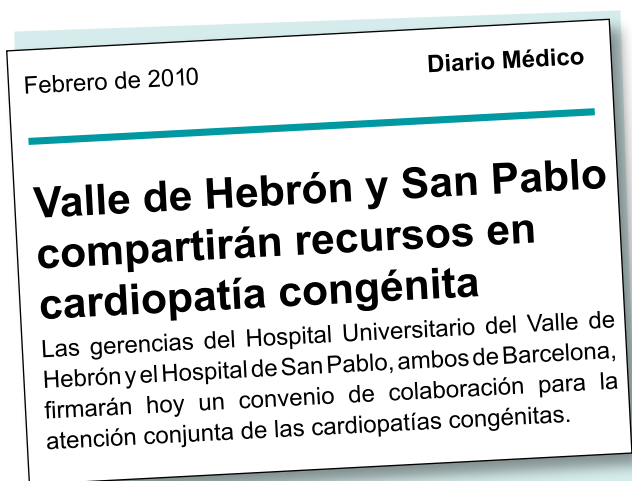 Febrero de 2010
Diario Médico
Valle de Hebrón y San Pablo
compartirán recursos en
cardiopatía congénita
Las gerencias del Hospital Universitario del Valle de
Hebrón y el Hospital de San Pablo, ambos de Barcelona,
firmarán hoy un convenio de colaboración para la
atención conjunta de las cardiopatías congénitas.